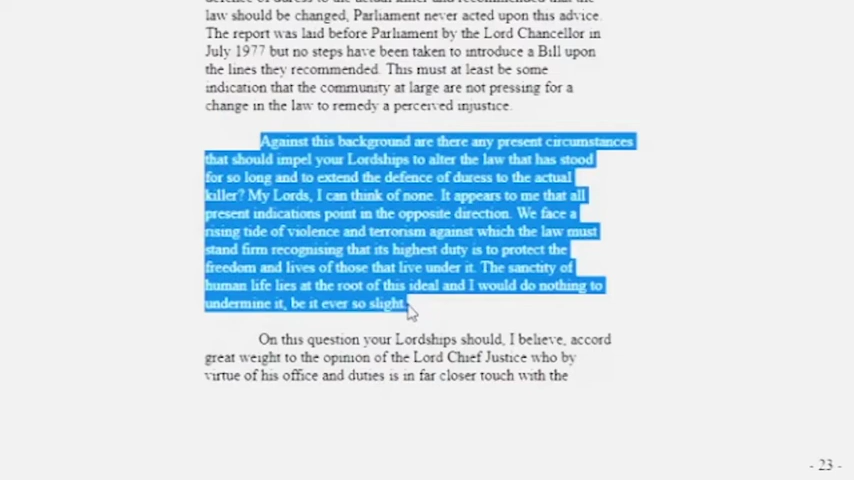 defence of duress to the actual killer and recommended that the
law should be changed, Parliament never acted upon this advice.
The report was laid before Parliament by the Lord Chancellor in
July 1977 but no steps have been taken to introduce a Bill upon
the lines they recommended. This must at least be some
indication that the community at large are not pressing for a
change in the law to remedy a perceived injustice.
Against this background are there any present circumstances
that should impel your Lordships to alter the law that has stood
for so long and to extend the defence of duress to the actual
killer? My Lords, I can think of none. It appears to me that all
present indications point in the opposite direction. We face a
rising tide of violence and terrorism against which the law must
stand firm recognising that its highest duty is to protect the
freedom and lives of those that live under it. The sanctity of
human life lies at the root of this ideal and I would do nothing to
undermine it, be it ever so slight.
On this question your Lordships should, I believe, accord
great weight to the opinion of the Lord Chief Justice who by
virtue of his office and duties is in far closer touch with the
- 23 -